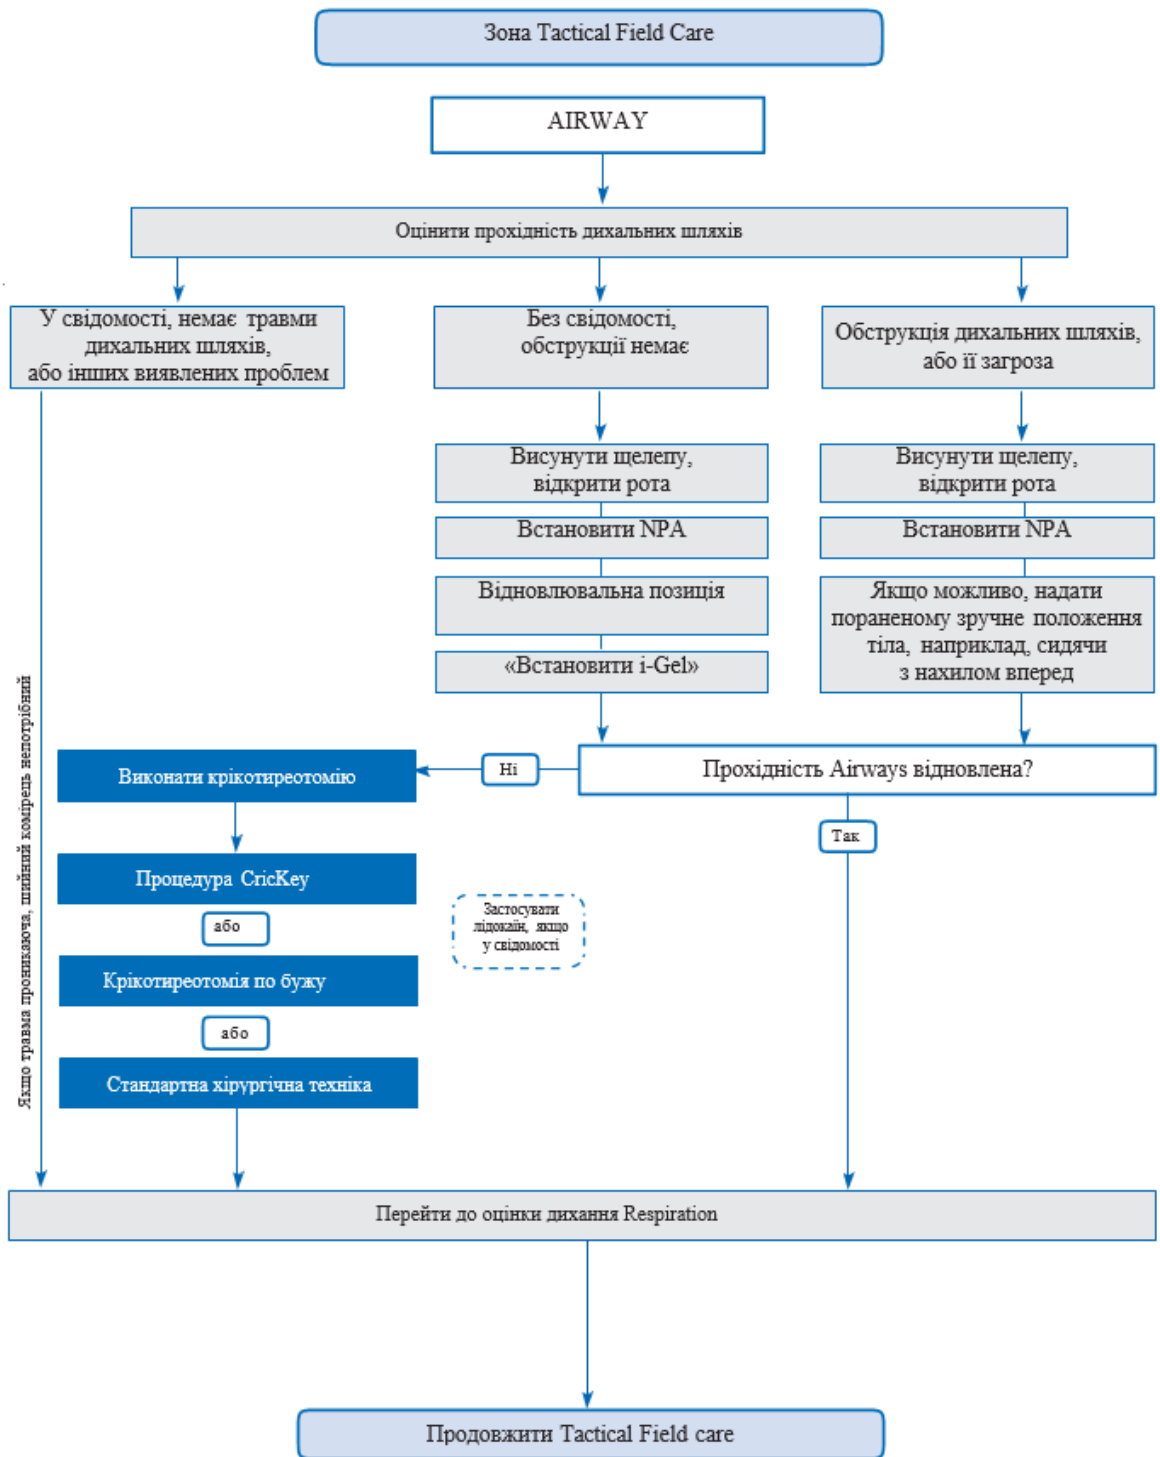 Зона Tactical Field Care
AIRWAY
Оцінити прохідність дихальних шляхів
У свідомості, немає травми
дихальних шляхів,
або інших виявлених проблем
Без свідомості,
обструкції немає
Обструкція дихальних шляхів,
або її загроза
Висунути щелепу,
відкрити рота
Висунути щелепу,
відкрити рота
Встановити NPA
Встановити NPA
Відновлювальна позиція
Якщо можливо, надати
пораненому зручне положення
тіла, наприклад, сидячи
з нахилом вперед
«Встановити i-Gel»
Якщо травма проникаюча, шийний комірець непотрібний
Прохідність Airways відновлена?
Ні
Так
Виконати крікотиреотомію
Процедура CricKey
або
Застосувати
лідокаїн, якщо
у свідомості
Крікотиреотомія по бужу
або
Стандартна хірургічна техніка
Перейти до оцінки дихання Respiration
Продовжити Tactical Field care